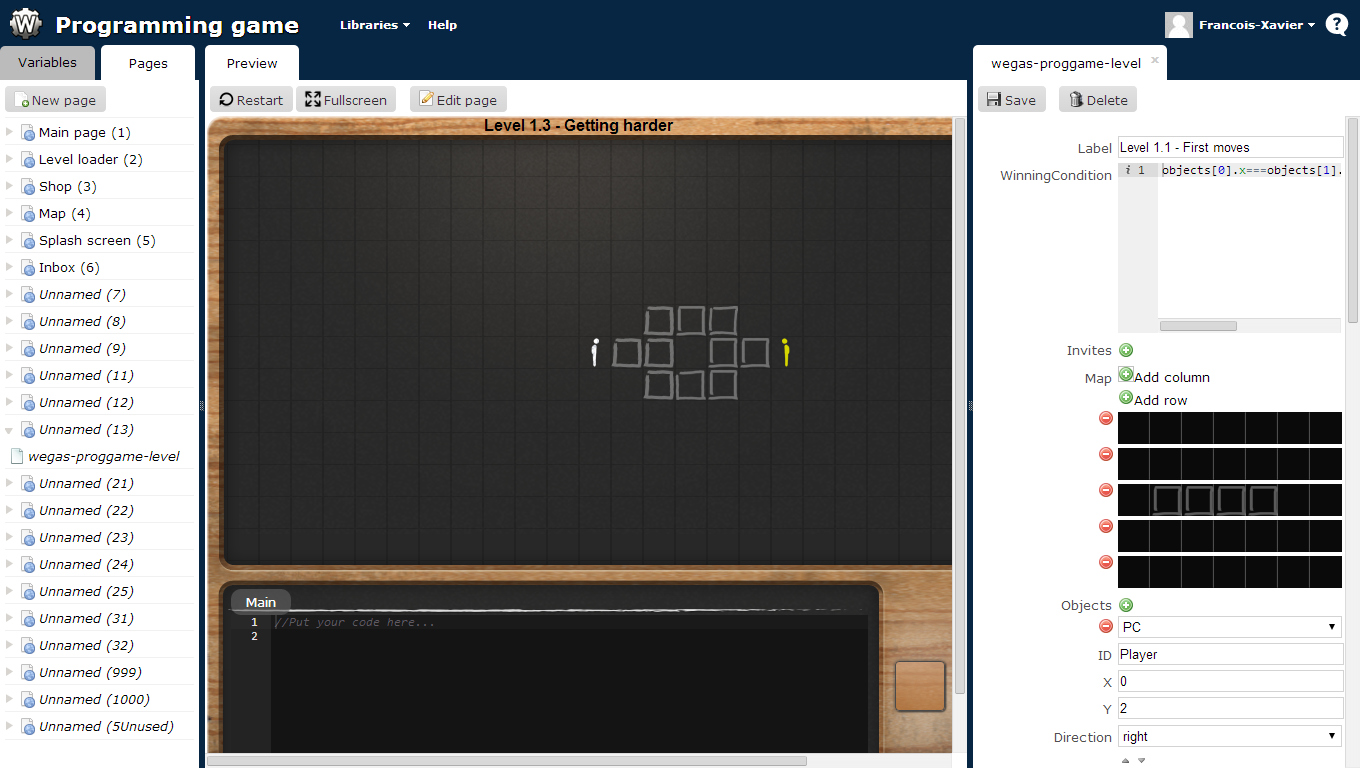 W Programming game Libraries Help Francois-Xavier ?
Variables Pages
New page
Main page (1)
Level loader (2)
Shop (3)
Map (4)
Splash screen (5)
Inbox (6)
Unnamed (7)
Unnamed (8)
Unnamed (9)
Unnamed (11)
Unnamed (12)
Unnamed (13)
wegas-proggame-level
Unnamed (21)
Unnamed (22)
Unnamed (23)
Unnamed (24)
Unnamed (25)
Unnamed (31)
Unnamed (32)
Unnamed (999)
Unnamed (1000)
Unnamed (5Unused)
Preview
Restart Fullscreen Edit page
Level 1.3 - Getting harder
Main
1 //Put your code here...
2
wegas-proggame-level ×
Save Delete
Label Level 1.1 - First moves
WinningCondition i 1 objects[0].x===objects[1].
Invites
Map Add column
Add row
Objects
PC
ID Player
X 0
Y 2
Direction right